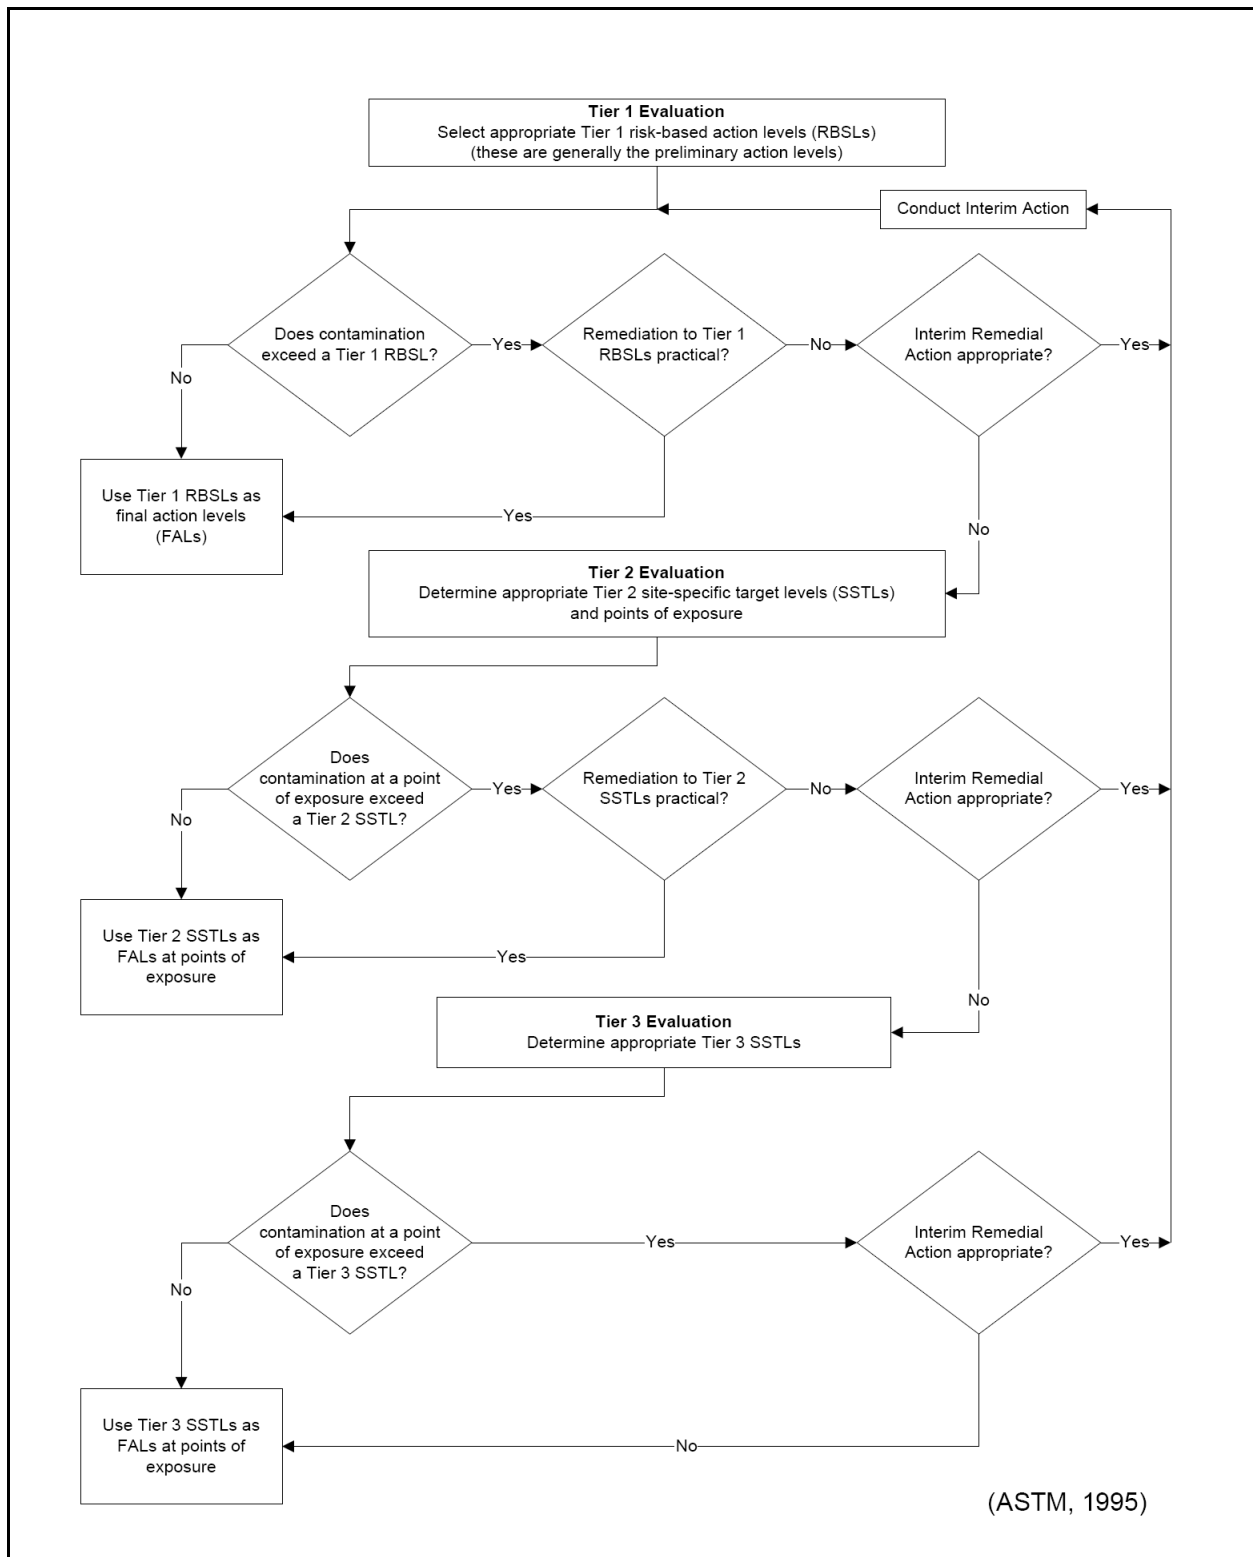 Tier 1 Evaluation
Select appropriate Tier 1 risk-based action levels (RBSLs)
(these are generally the preliminary action levels)
Conduct Interim Action
Does contamination
exceed a Tier 1 RBSL?
Yes
Remediation to Tier 1
RBSLs practical?
No
Interim Remedial
Action appropriate?
Yes
No
Use Tier 1 RBSLs as
final action levels
(FALs)
Yes
No
Tier 2 Evaluation
Determine appropriate Tier 2 site-specific target levels (SSTLs)
and points of exposure
Does
contamination at a point
of exposure exceed
a Tier 2 SSTL?
Yes
Remediation to Tier 2
SSTLs practical?
No
Interim Remedial
Action appropriate?
Yes
No
Use Tier 2 SSTLs as
FALs at points of
exposure
Yes
No
Tier 3 Evaluation
Determine appropriate Tier 3 SSTLs
Does
contamination at a point
of exposure exceed
a Tier 3 SSTL?
Yes
Interim Remedial
Action appropriate?
Yes
No
Use Tier 3 SSTLs as
FALs at points of
exposure
No
(ASTM, 1995)